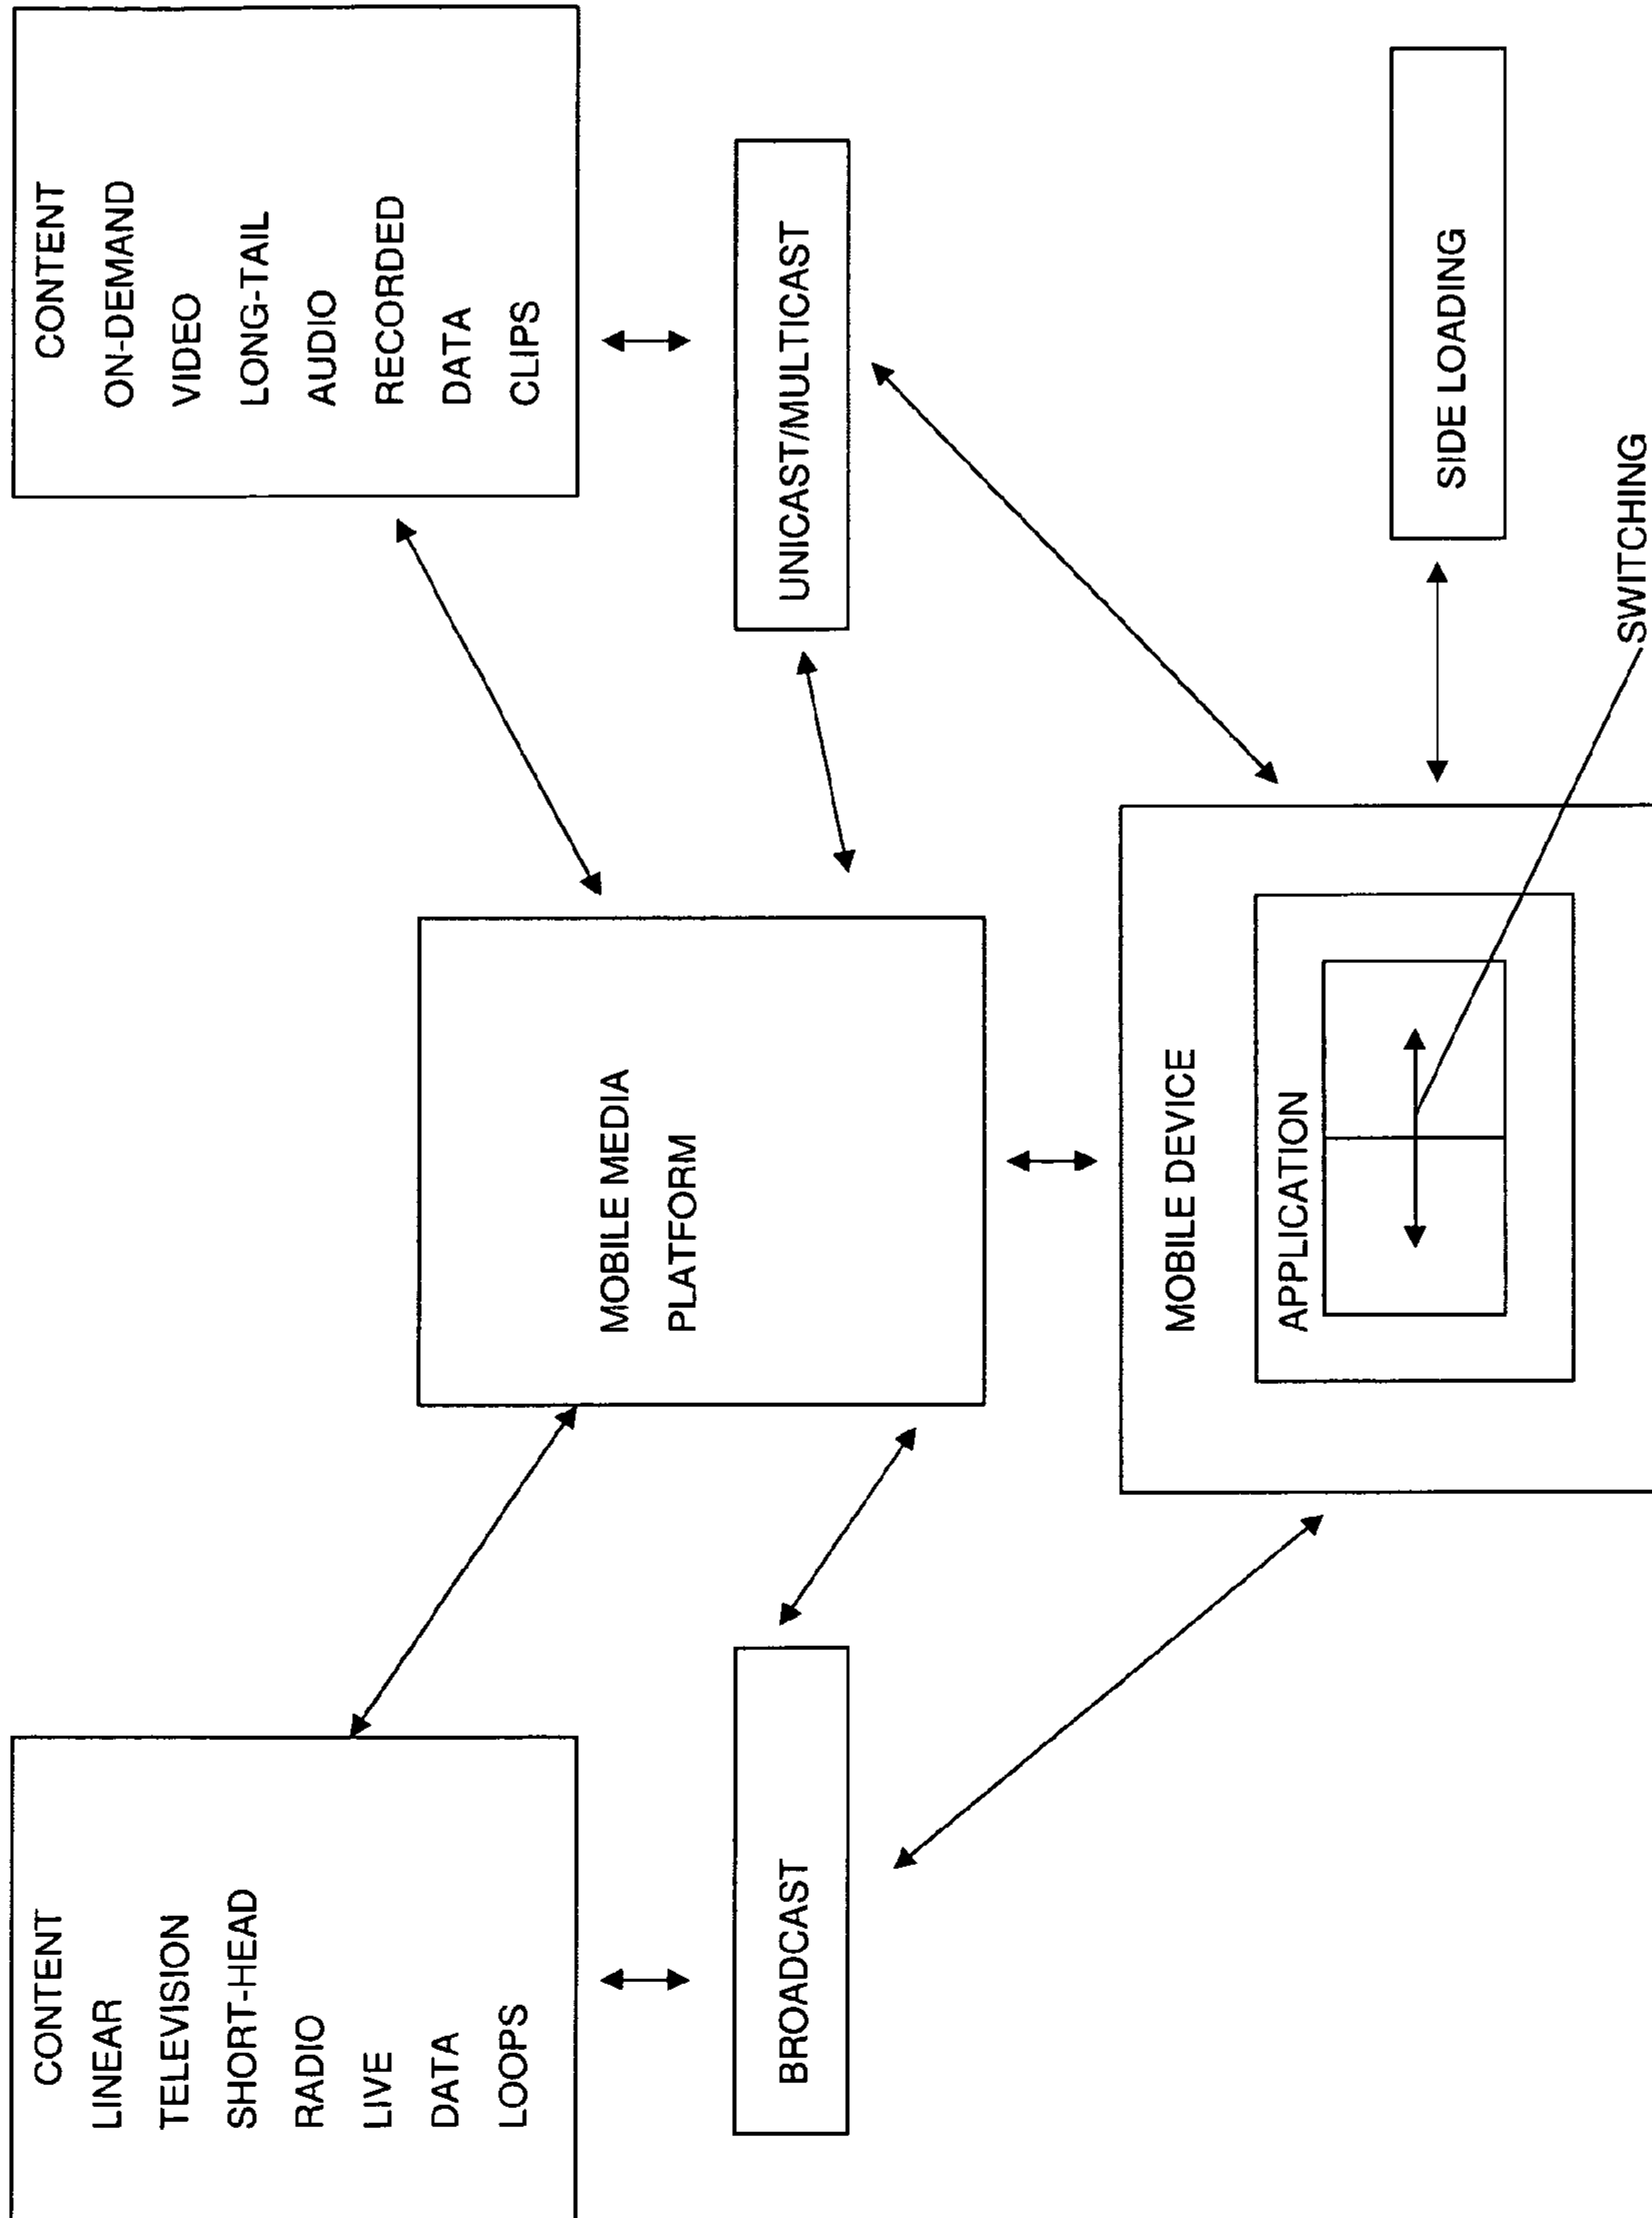 CONTENT
LINEAR
TELEVISION
SHORT-HEAD
RADIO
LIVE
DATA
LOOPS
CONTENT
ON-DEMAND
VIDEO
LONG-TAIL
AUDIO
RECORDED
DATA
CLIPS
MOBILE MEDIA
PLATFORM
BROADCAST
UNICAST/MULTICAST
MOBILE DEVICE
APPLICATION
SIDE LOADING
SWITCHING